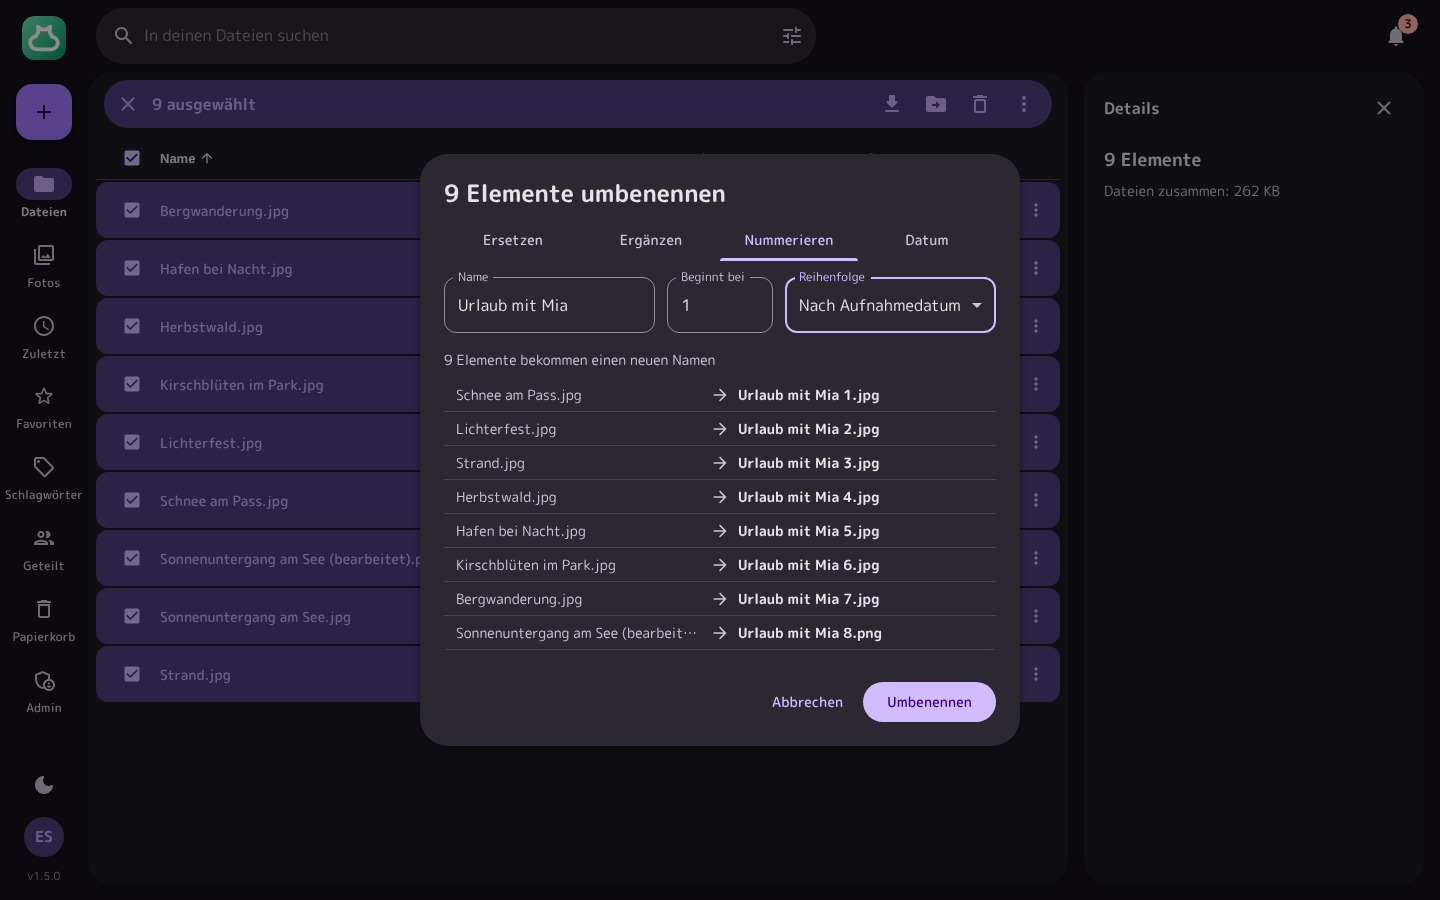 In deinen Dateien suchen
3
9 ausgewählt
Details
Name
9 Elemente
Dateien zusammen: 262 KB
Dateien
Fotos
Zuletzt
Favoriten
Schlagwörter
Geteilt
Papierkorb
Admin
ES
v1.5.0
Bergwanderung.jpg
Hafen bei Nacht.jpg
Herbstwald.jpg
Kirschblüten im Park.jpg
Lichterfest.jpg
Schnee am Pass.jpg
Sonnenuntergang am See (bearbeitet).p
Sonnenuntergang am See.jpg
Strand.jpg
9 Elemente umbenennen
Ersetzen Ergänzen Nummerieren Datum
Name Beginnt bei Reihenfolge
Urlaub mit Mia 1 Nach Aufnahmedatum
9 Elemente bekommen einen neuen Namen
Schnee am Pass.jpg → Urlaub mit Mia 1.jpg
Lichterfest.jpg → Urlaub mit Mia 2.jpg
Strand.jpg → Urlaub mit Mia 3.jpg
Herbstwald.jpg → Urlaub mit Mia 4.jpg
Hafen bei Nacht.jpg → Urlaub mit Mia 5.jpg
Kirschblüten im Park.jpg → Urlaub mit Mia 6.jpg
Bergwanderung.jpg → Urlaub mit Mia 7.jpg
Sonnenuntergang am See (bearbeit… → Urlaub mit Mia 8.png
Abbrechen Umbenennen